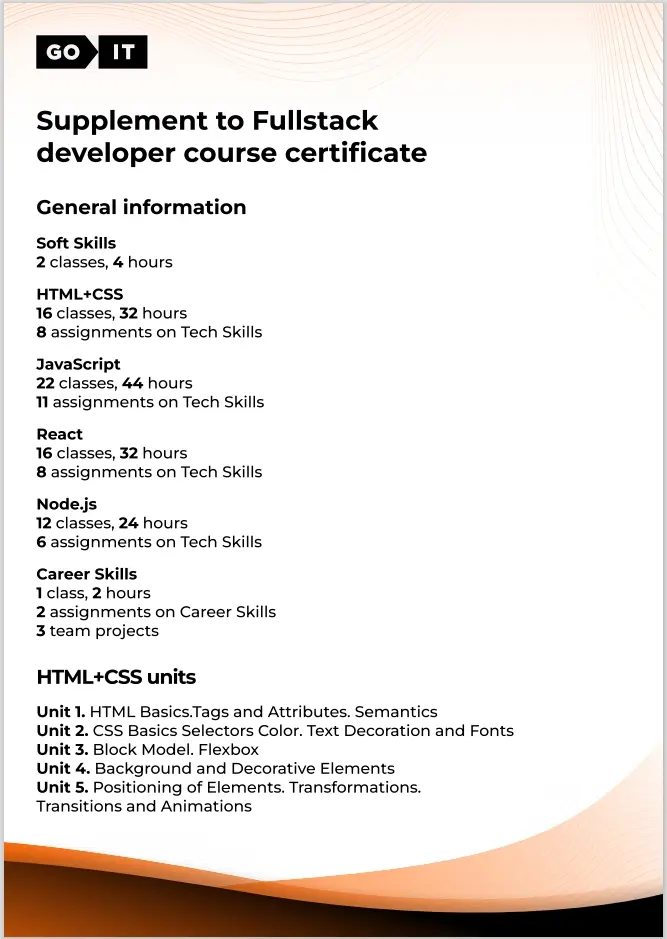 GO IT
Supplement to Fullstack
developer course certificate
General information
Soft Skills
2 classes, 4 hours
HTML+CSS
16 classes, 32 hours
8 assignments on Tech Skills
JavaScript
22 classes, 44 hours
11 assignments on Tech Skills
React
16 classes, 32 hours
8 assignments on Tech Skills
Node.js
12 classes, 24 hours
6 assignments on Tech Skills
Career Skills
1 class, 2 hours
2 assignments on Career Skills
3 team projects
HTML+CSS units
Unit 1. HTML Basics.Tags and Attributes. Semantics
Unit 2. CSS Basics Selectors Color. Text Decoration and Fonts
Unit 3. Block Model. Flexbox
Unit 4. Background and Decorative Elements
Unit 5. Positioning of Elements. Transformations.
Transitions and Animations